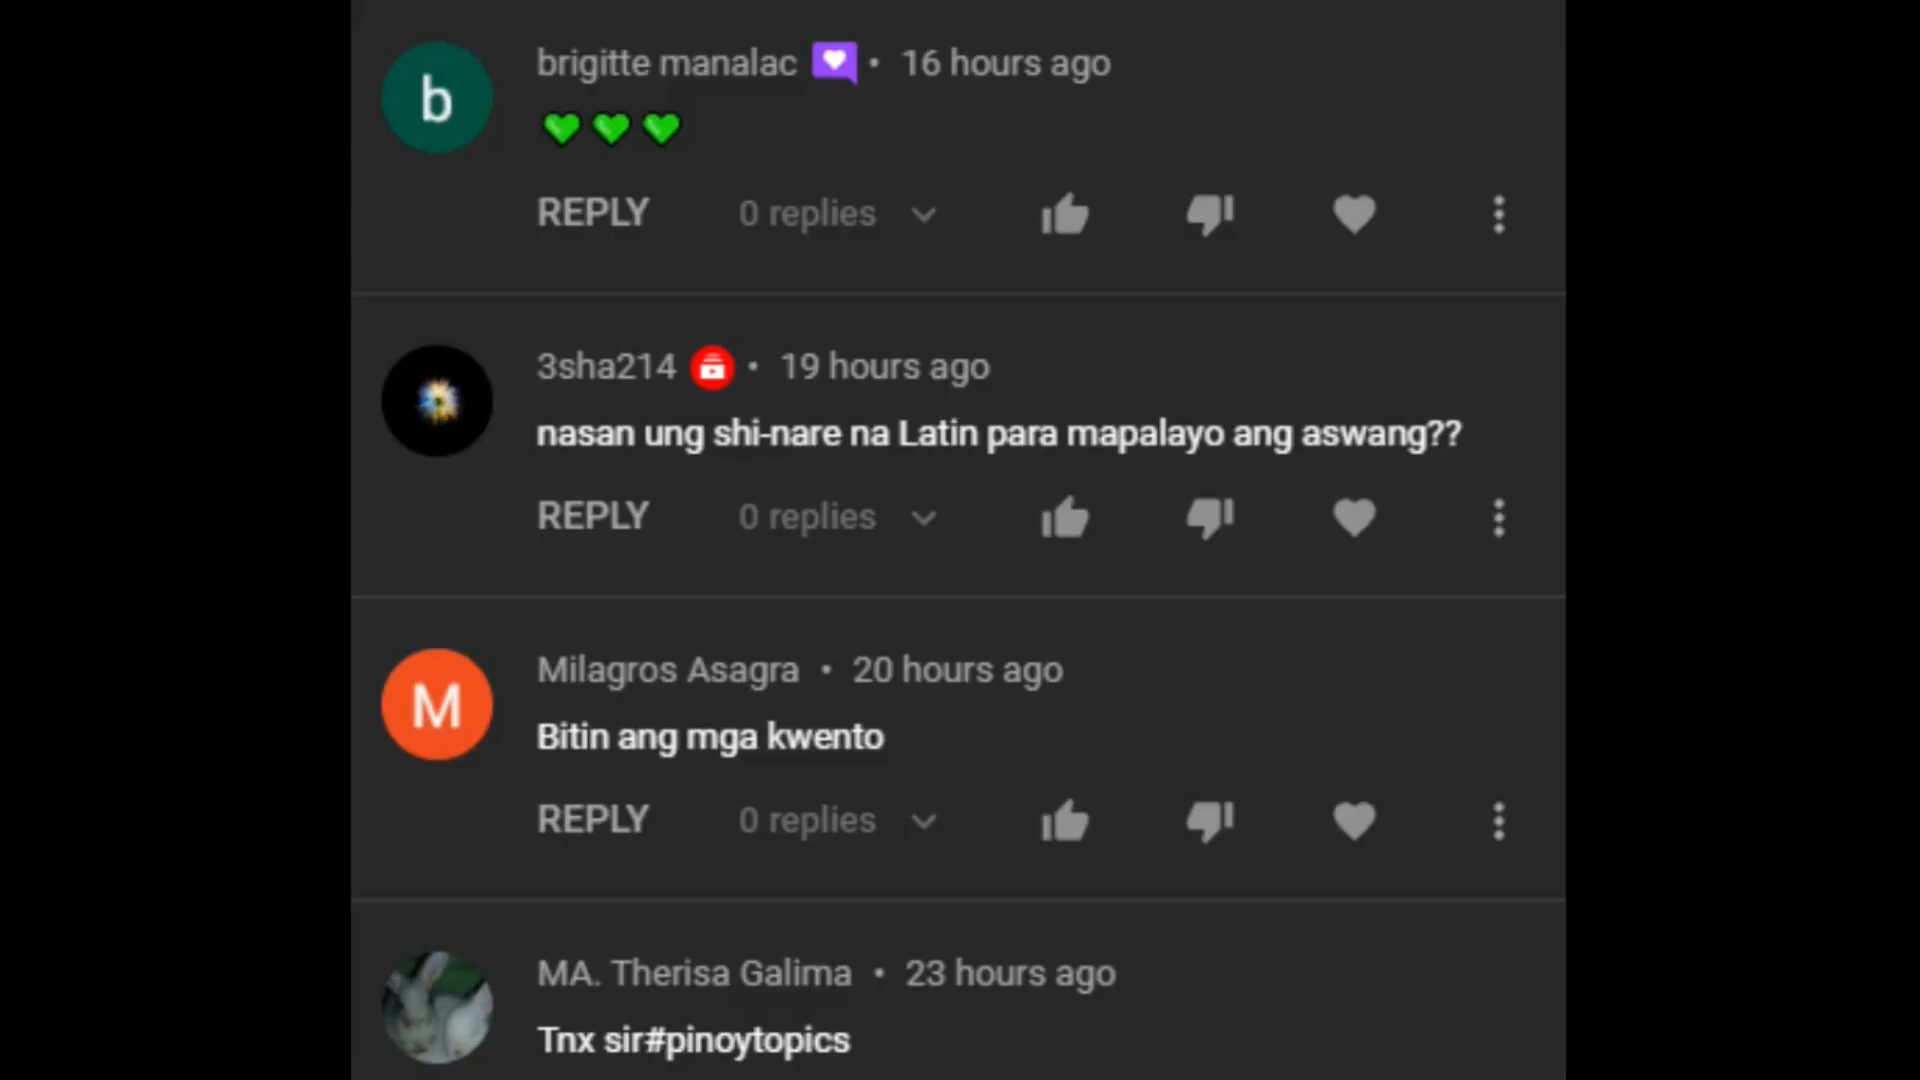 b
brigitte manalac • 16 hours ago
💚💚💚
REPLY 0 replies
3sha214 • 19 hours ago
nasan ung shi-nare na Latin para mapalayo ang aswang??
REPLY 0 replies
M
Milagros Asagra • 20 hours ago
Bitin ang mga kwento
REPLY 0 replies
MA. Therisa Galima • 23 hours ago
Tnx sir#pinoytopics